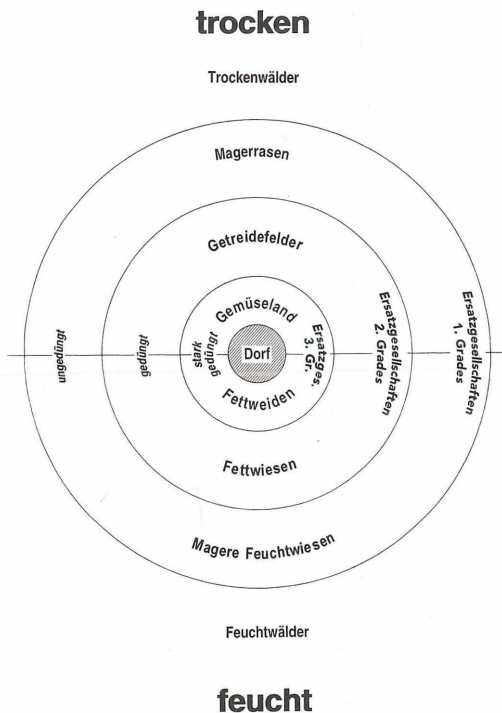 trocken
Trockenwälder
Magerrasen
Getreidefelder
Gemüseland
ungedüngt
gedüngt
stark
gedüngt
Dorf
Ersatzges.
3. Gr.
Ersatzgesellschaften
2. Grades
Ersatzgesellschaften
1. Grades
Fettweiden
Fettwiesen
Magere Feuchtwiesen
Feuchtwälder
feucht